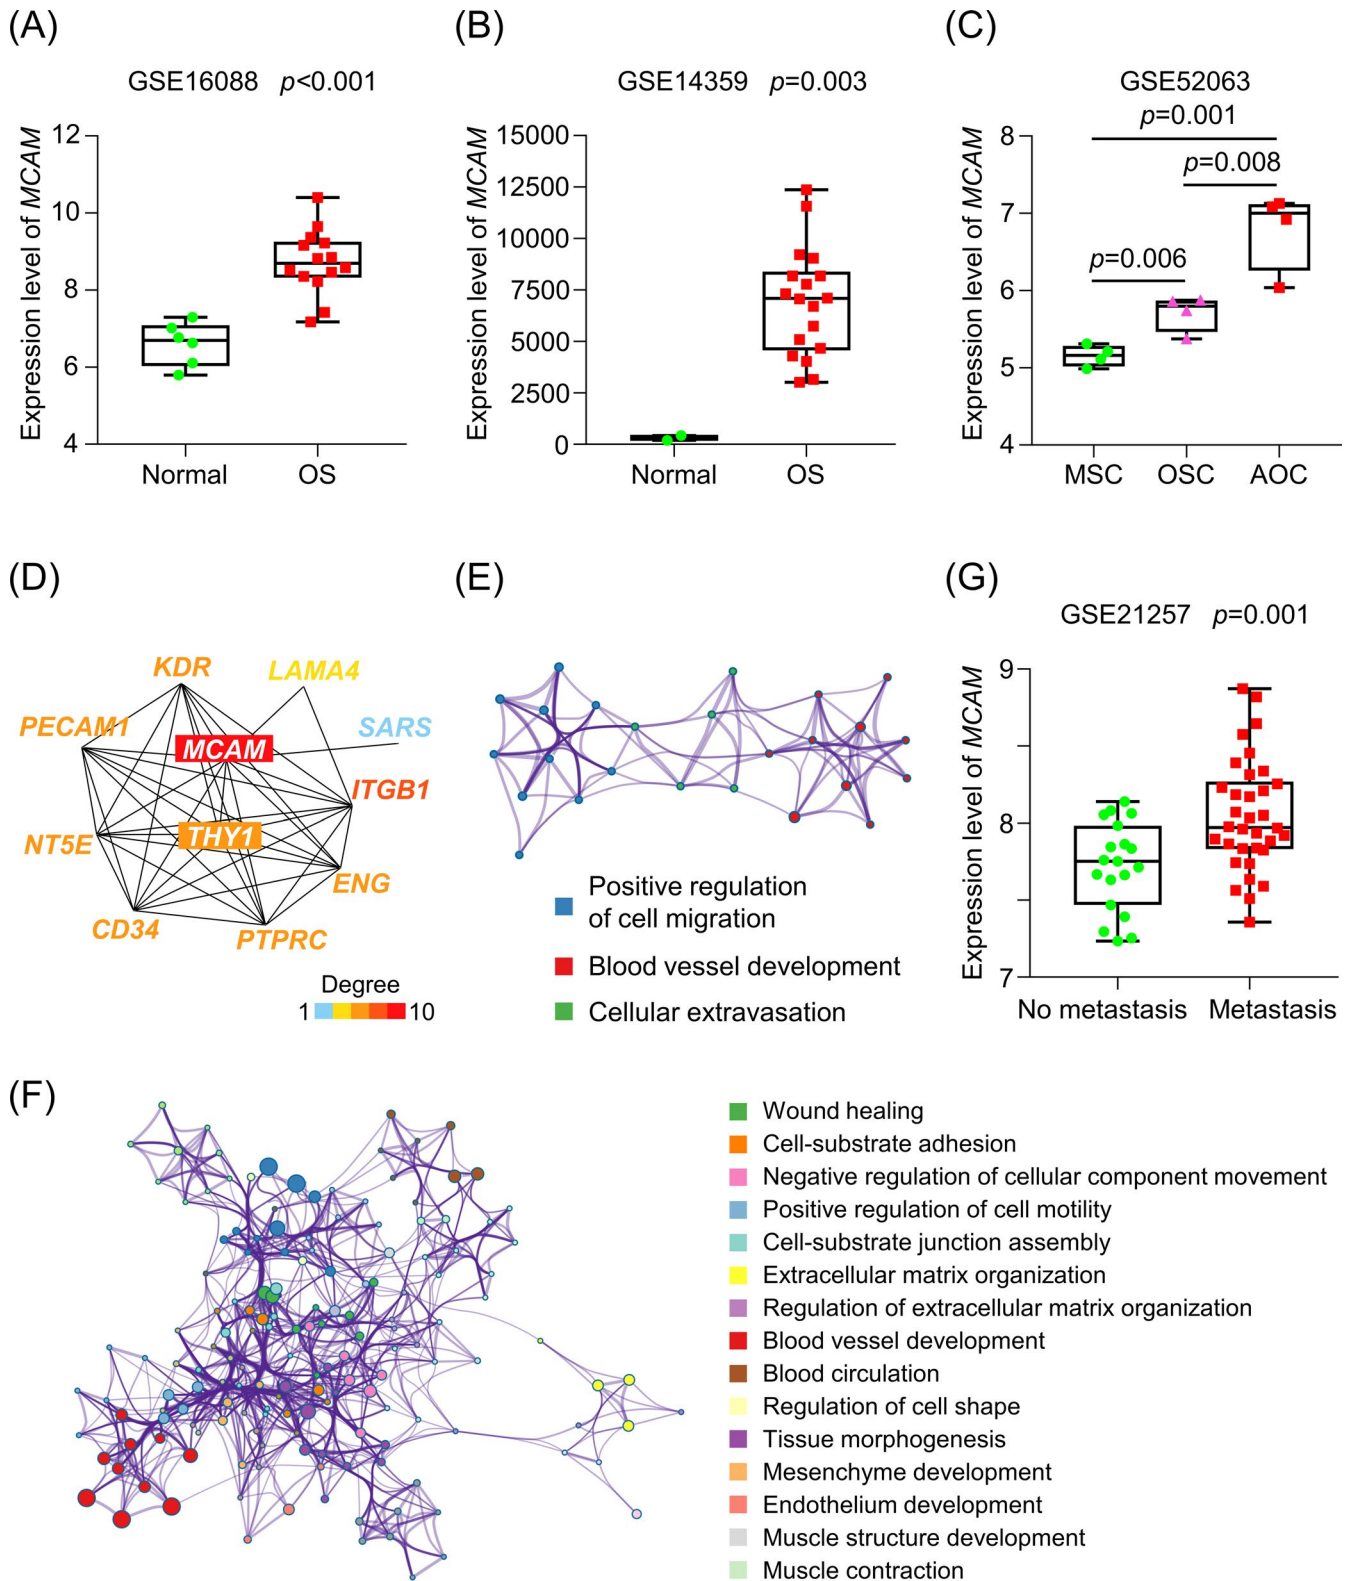 (A)
GSE16088 p<0.001
Expression level of MCAM
12
10
8
6
4
Normal
OS
(B)
GSE14359 p=0.003
Expression level of MCAM
15000
12500
10000
7500
5000
2500
0
Normal
OS
(C)
GSE52063
p=0.001
p=0.008
p=0.006
Expression level of MCAM
8
7
6
5
4
MSC
OSC
AOC
(D)
KDR
LAMA4
PECAM1
MCAM
SARS
ITGB1
NT5E
THY1
ENG
CD34
PTPRC
Degree
1
10
(E)
Positive regulation
of cell migration
Blood vessel development
Cellular extravasation
(G)
GSE21257 p=0.001
Expression level of MCAM
9
8
7
No metastasis
Metastasis
(F)
Wound healing
Cell-substrate adhesion
Negative regulation of cellular component movement
Positive regulation of cell motility
Cell-substrate junction assembly
Extracellular matrix organization
Regulation of extracellular matrix organization
Blood vessel development
Blood circulation
Regulation of cell shape
Tissue morphogenesis
Mesenchyme development
Endothelium development
Muscle structure development
Muscle contraction